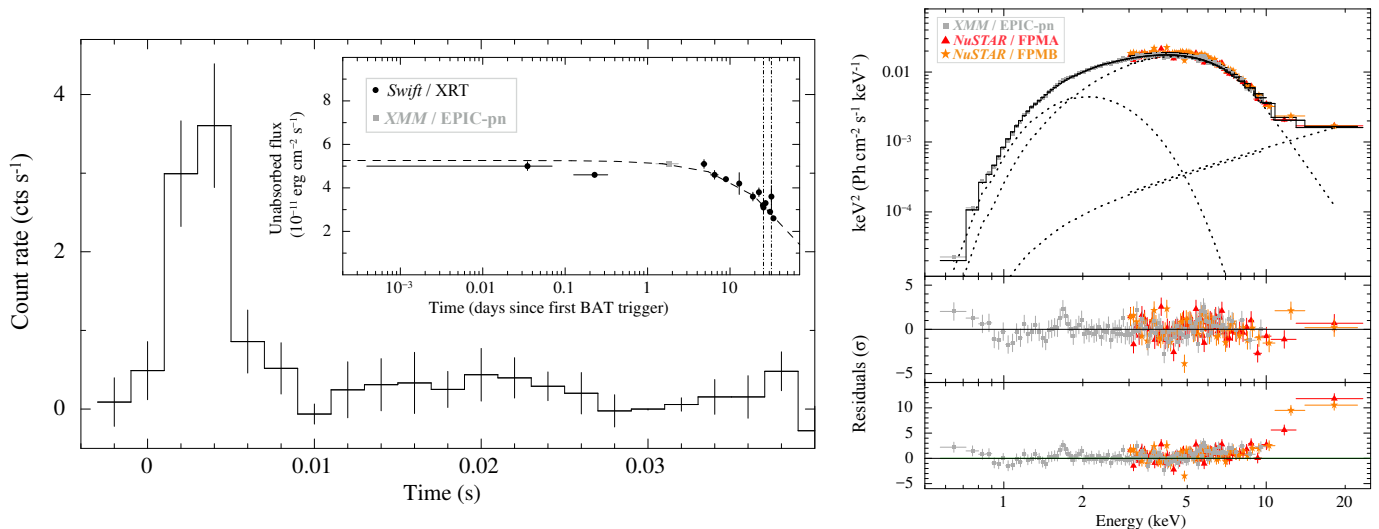 Count rate (cts s⁻¹)
4
2
0
0
0.01
0.02
0.03
Time (s)
Swift / XRT
XMM / EPIC-pn
Unabsorbed flux
(10⁻¹¹ erg cm⁻² s⁻¹)
8
6
4
2
10⁻³
0.01
0.1
1
10
Time (days since first BAT trigger)
XMM / EPIC-pn
NuSTAR / FPMA
NuSTAR / FPMB
keV² (Ph cm⁻² s⁻¹ keV⁻¹)
0.01
10⁻³
10⁻⁴
Residuals (σ)
5
0
−5
10
5
0
−5
1
2
5
10
20
Energy (keV)